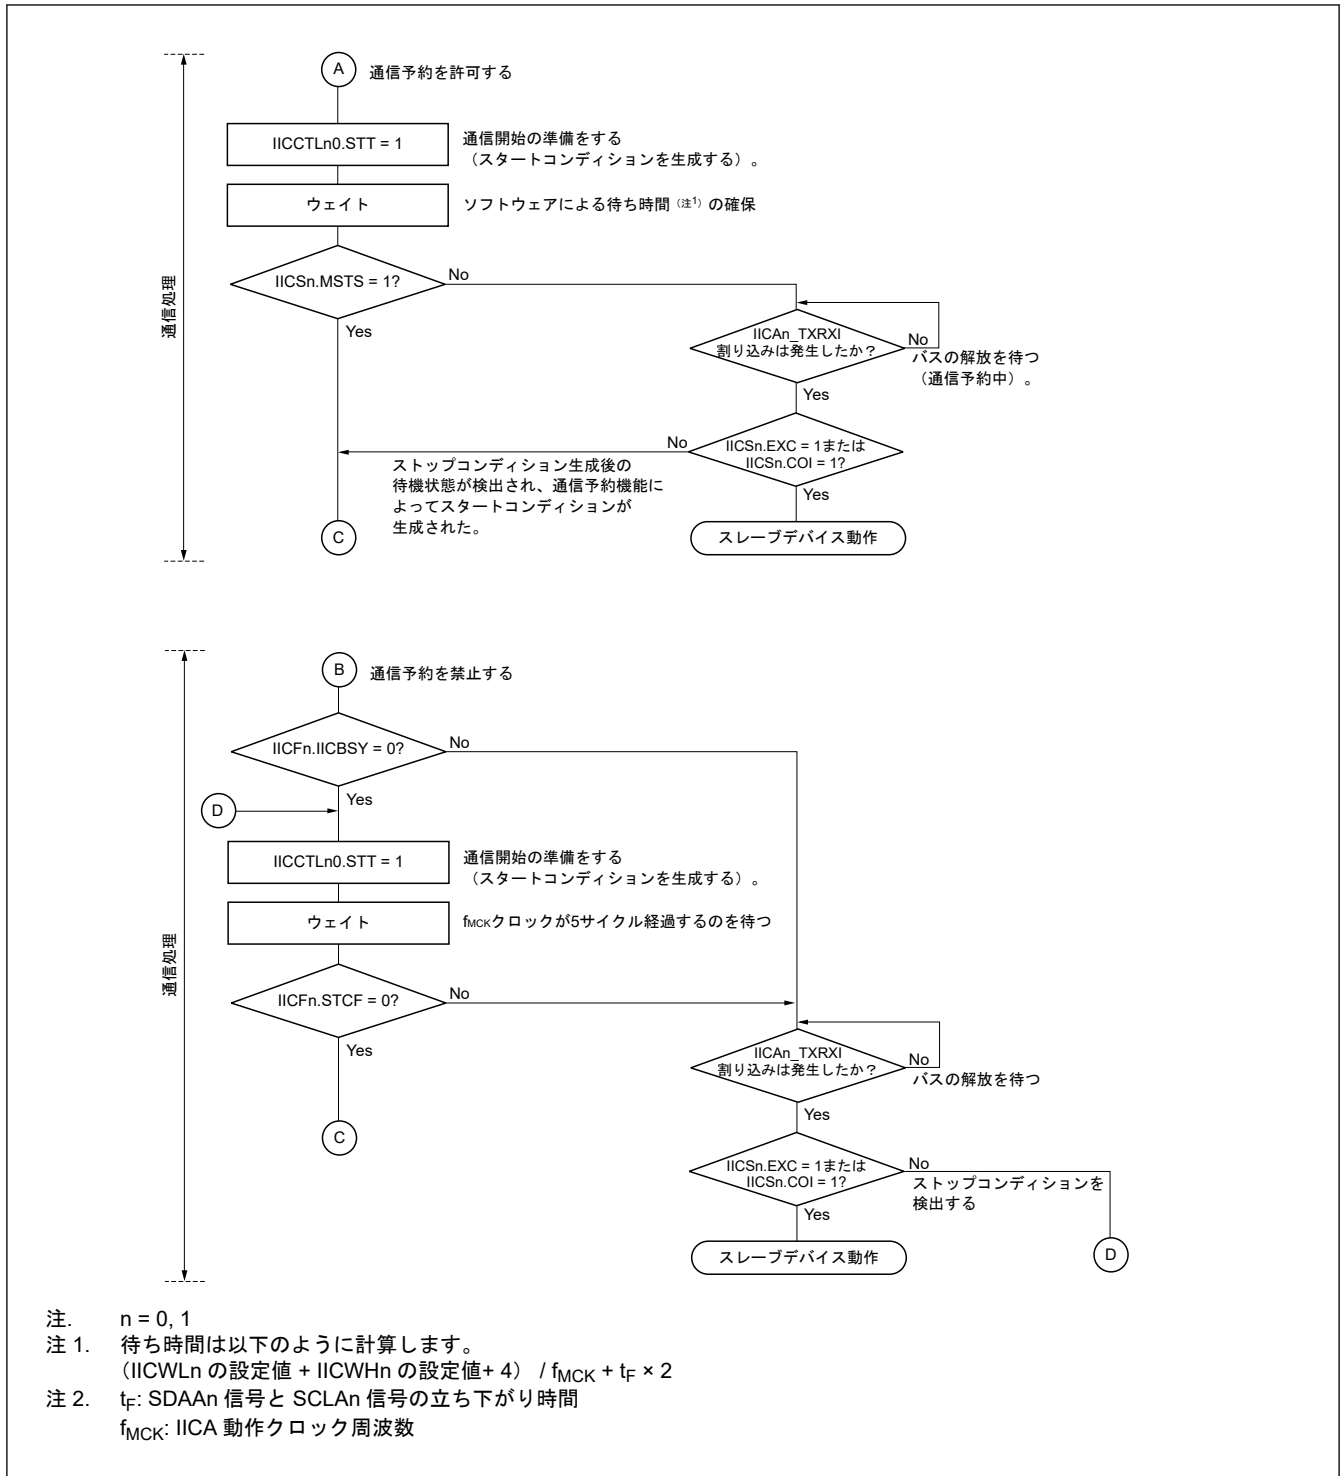 A 通信予約を許可する
IICCTLn0.STT = 1
通信開始の準備をする
（スタートコンディションを生成する）。
ウェイト
ソフトウェアによる待ち時間（注1）の確保
通信処理
IICSn.MSTS = 1?
No
Yes
IICAn_TXRXI
割り込みは発生したか？
No
バスの解放を待つ
（通信予約中）。
Yes
IICSn.EXC = 1または
IICSn.COI = 1?
No
ストップコンディション生成後の
待機状態が検出され、通信予約機能に
よってスタートコンディションが
生成された。
Yes
C
スレーブデバイス動作
B 通信予約を禁止する
IICFn.IICBSY = 0?
No
Yes
D
IICCTLn0.STT = 1
通信開始の準備をする
（スタートコンディションを生成する）。
ウェイト
fMCKクロックが5サイクル経過するのを待つ
通信処理
IICFn.STCF = 0?
No
Yes
IICAn_TXRXI
割り込みは発生したか？
No
バスの解放を待つ
Yes
C
IICSn.EXC = 1または
IICSn.COI = 1?
No
ストップコンディションを
検出する
Yes
スレーブデバイス動作
D
注. n = 0, 1
注 1. 待ち時間は以下のように計算します。
（IICWLn の設定値 + IICWHn の設定値+ 4） / fMCK + tF × 2
注 2. tF: SDAAn 信号と SCLAn 信号の立ち下がり時間
fMCK: IICA 動作クロック周波数